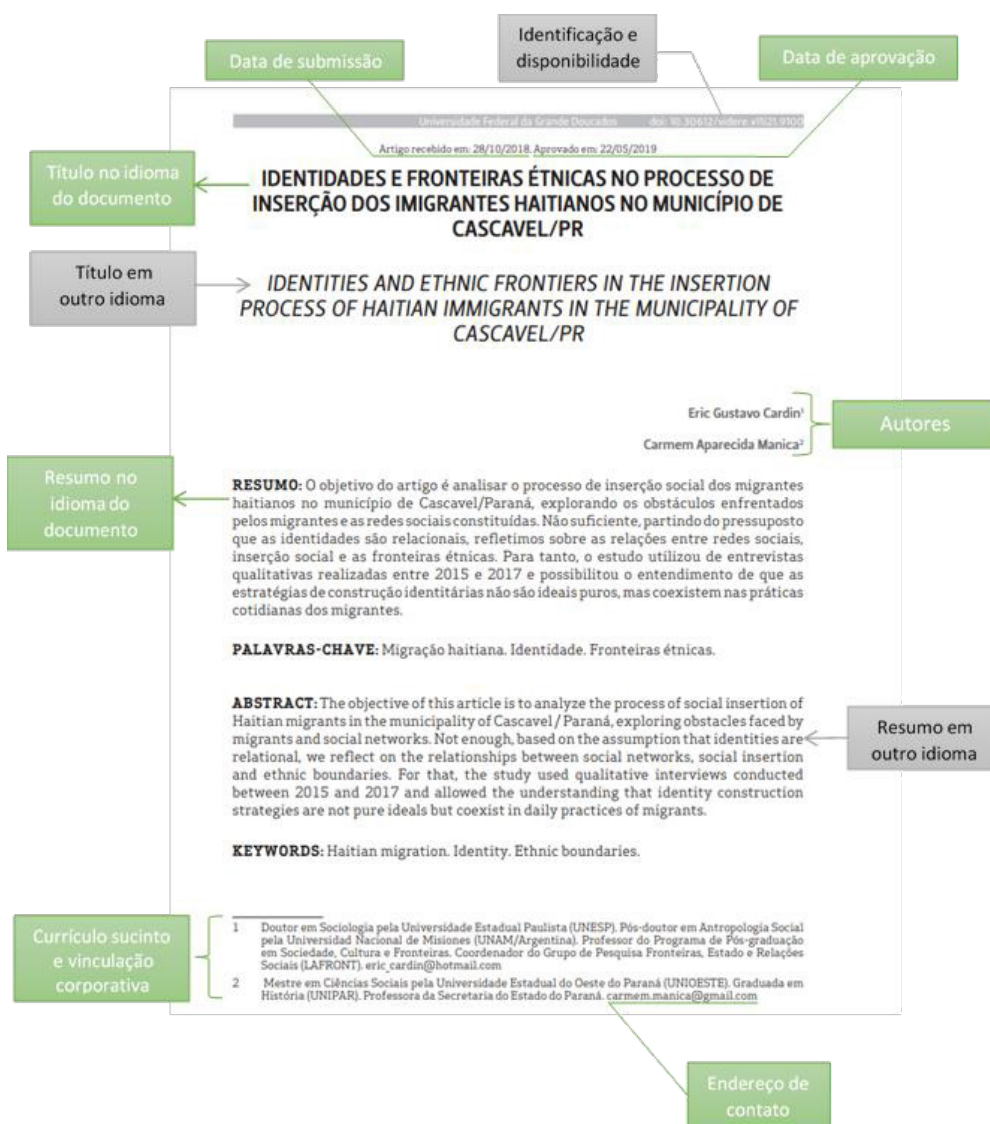 Identificação e
disponibilidade
Data de submissão
Data de aprovação
Universidade Federal da Grande Dourados doi: 10.30612/videre.v11i21.9100
Artigo recebido em: 28/10/2018. Aprovado em: 22/05/2019
Título no idioma
do documento
IDENTIDADES E FRONTEIRAS ÉTNICAS NO PROCESSO DE
INSERÇÃO DOS IMIGRANTES HAITIANOS NO MUNICÍPIO DE
CASCAVEL/PR
Título em
outro idioma
IDENTITIES AND ETHNIC FRONTIERS IN THE INSERTION
PROCESS OF HAITIAN IMMIGRANTS IN THE MUNICIPALITY OF
CASCAVEL/PR
Eric Gustavo Cardin¹
Carmem Aparecida Manica²
Autores
Resumo no
idioma do
documento
RESUMO: O objetivo do artigo é analisar o processo de inserção social dos migrantes
haitianos no município de Cascavel/Paraná, explorando os obstáculos enfrentados
pelos migrantes e as redes sociais constituídas. Não suficiente, partindo do pressuposto
que as identidades são relacionais, refletimos sobre as relações entre redes sociais,
inserção social e as fronteiras étnicas. Para tanto, o estudo utilizou de entrevistas
qualitativas realizadas entre 2015 e 2017 e possibilitou o entendimento de que as
estratégias de construção identitárias não são ideais puros, mas coexistem nas práticas
cotidianas dos migrantes.
PALAVRAS-CHAVE: Migração haitiana. Identidade. Fronteiras étnicas.
ABSTRACT: The objective of this article is to analyze the process of social insertion of
Haitian migrants in the municipality of Cascavel / Paraná, exploring obstacles faced by
migrants and social networks. Not enough, based on the assumption that identities are
relational, we reflect on the relationships between social networks, social insertion
and ethnic boundaries. For that, the study used qualitative interviews conducted
between 2015 and 2017 and allowed the understanding that identity construction
strategies are not pure ideals but coexist in daily practices of migrants.
Resumo em
outro idioma
KEYWORDS: Haitian migration. Identity. Ethnic boundaries.
Currículo sucinto
e vinculação
corporativa
1 Doutor em Sociologia pela Universidade Estadual Paulista (UNESP). Pós-doutor em Antropologia Social
pela Universidad Nacional de Misiones (UNAM/Argentina). Professor do Programa de Pós-graduação
em Sociedade, Cultura e Fronteiras. Coordenador do Grupo de Pesquisa Fronteiras, Estado e Relações
Sociais (LAFRONT). eric_cardin@hotmail.com
2 Mestre em Ciências Sociais pela Universidade Estadual do Oeste do Paraná (UNIOESTE). Graduada em
História (UNIPAR). Professora da Secretaria do Estado do Paraná. carmem.manica@gmail.com
Endereço de
contato